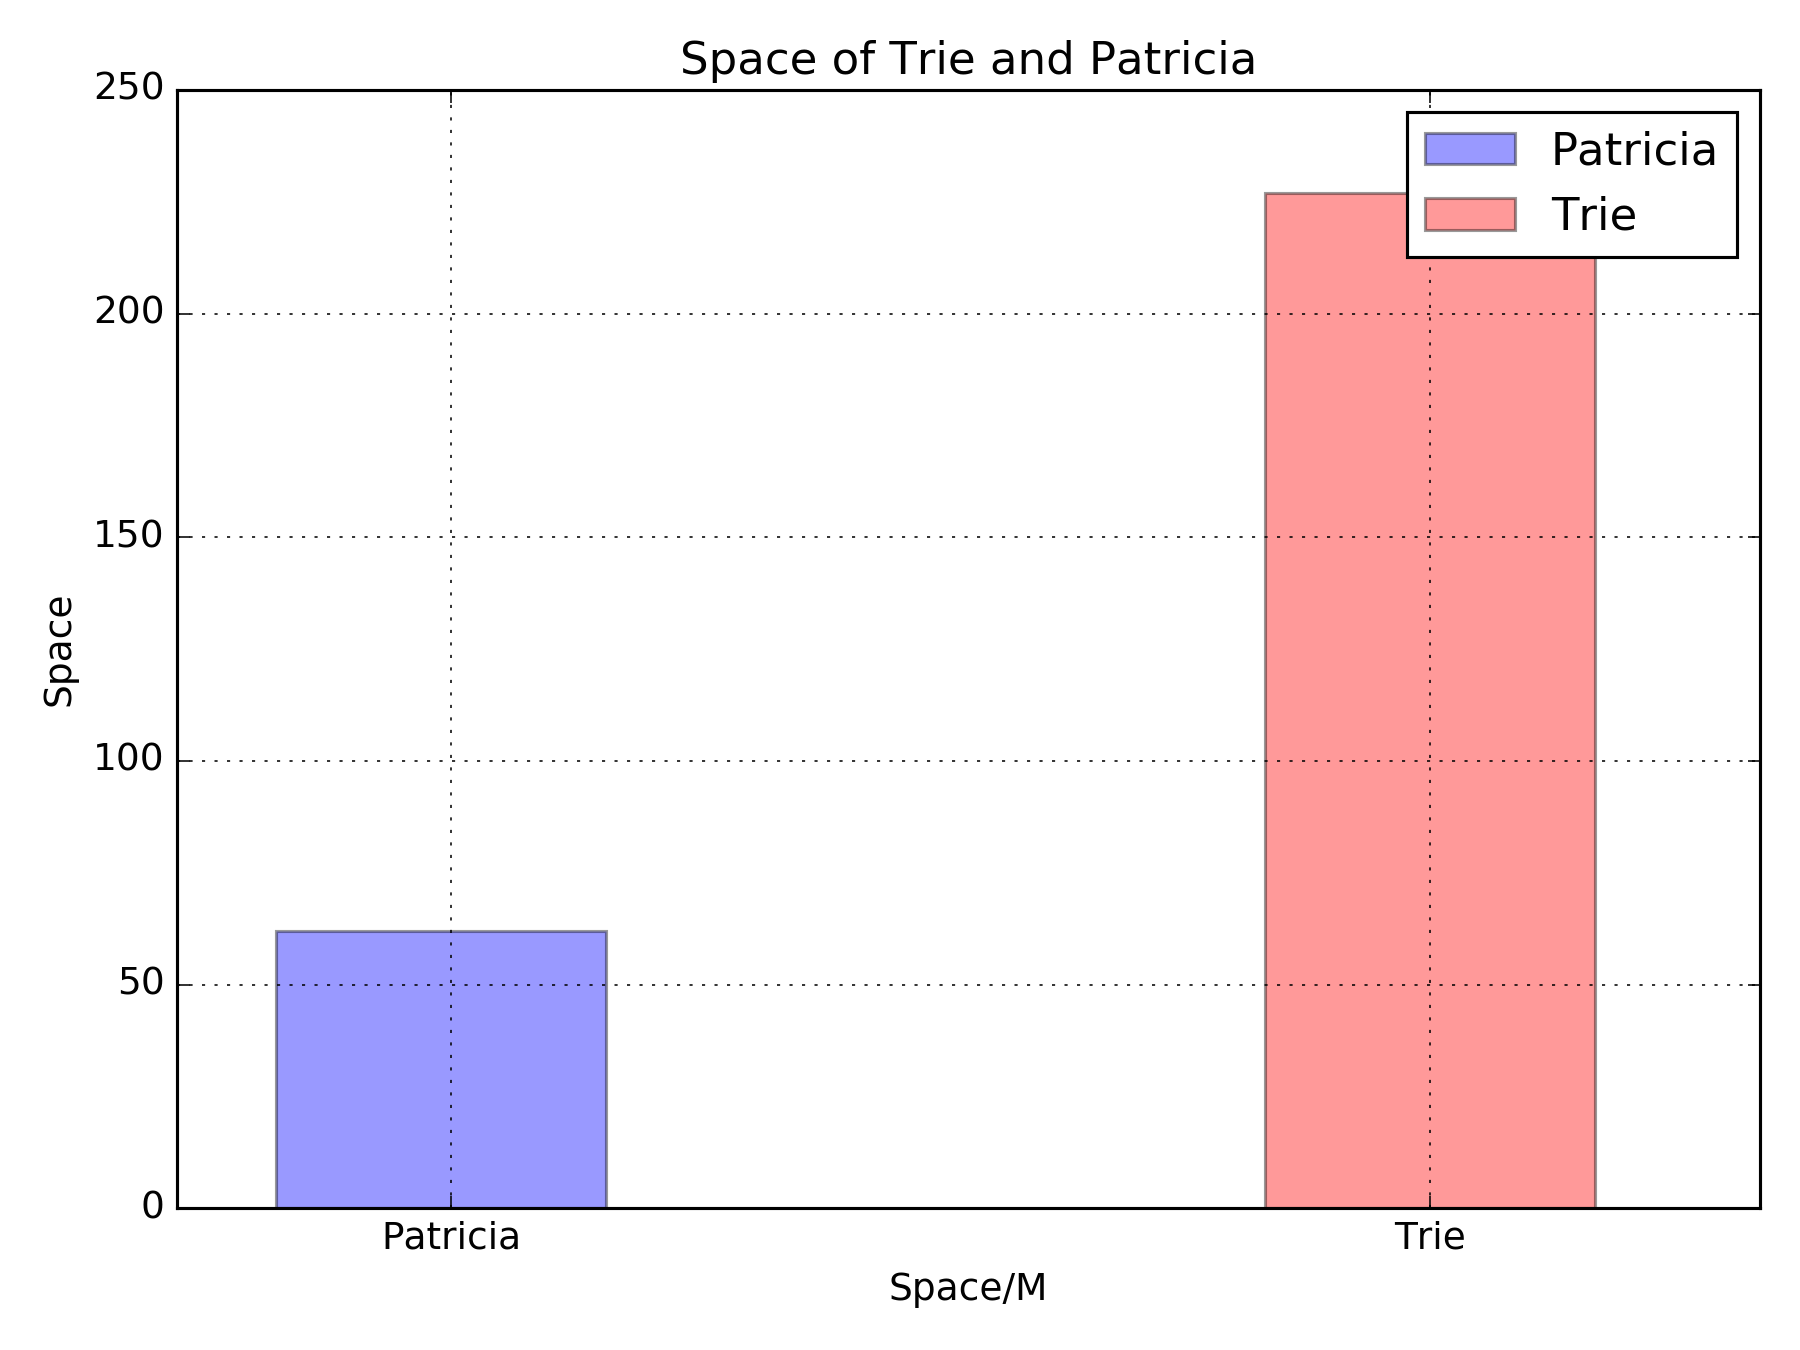 Space of Trie and Patricia
250
200
150
100
50
0
Space
Patricia
Trie
Patricia
Trie
Space/M